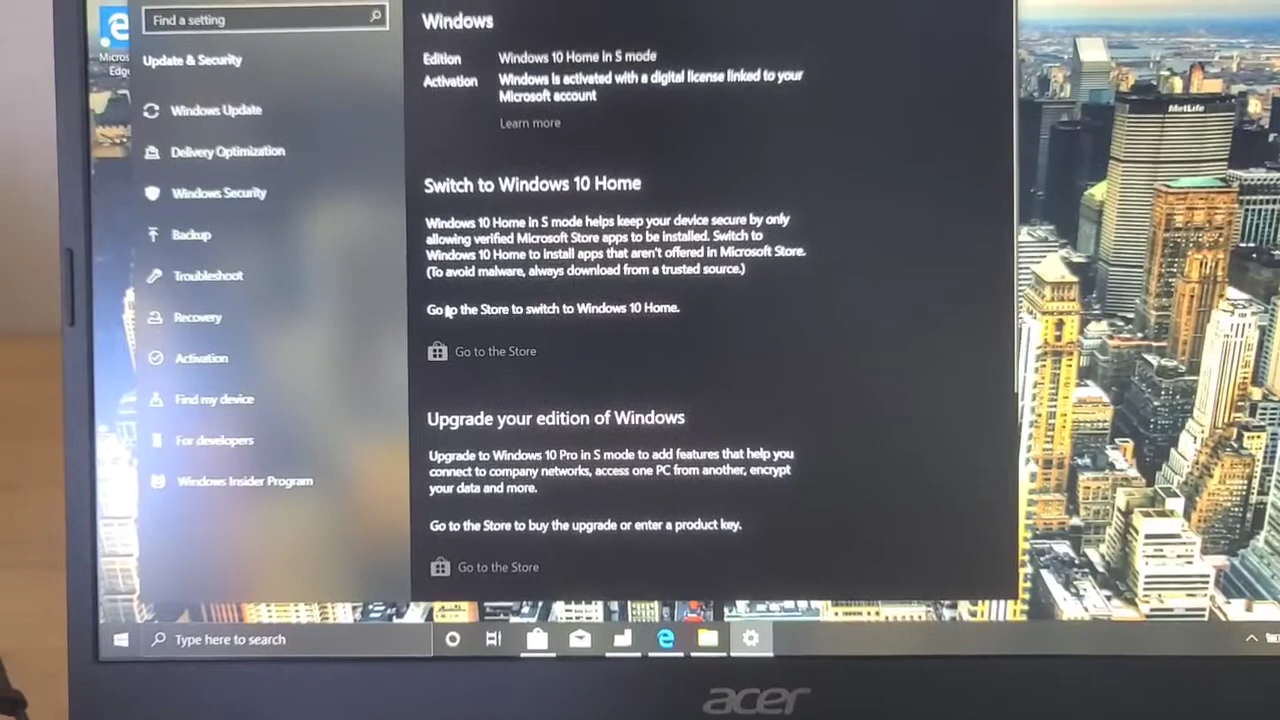 Find a setting
Microso
Edge
Update & Security
Windows Update
Delivery Optimization
Windows Security
Backup
Troubleshoot
Recovery
Activation
Find my device
For developers
Windows Insider Program
Windows
Edition
Windows 10 Home in S mode
Activation
Windows is activated with a digital license linked to your
Microsoft account
Learn more
Switch to Windows 10 Home
Windows 10 Home in S mode helps keep your device secure by only
allowing verified Microsoft Store apps to be installed. Switch to
Windows 10 Home to install apps that aren't offered in Microsoft Store.
(To avoid malware, always download from a trusted source.)
Go to the Store to switch to Windows 10 Home.
Go to the Store
Upgrade your edition of Windows
Upgrade to Windows 10 Pro in S mode to add features that help you
connect to company networks, access one PC from another, encrypt
your data and more.
Go to the Store to buy the upgrade or enter a product key.
Go to the Store
MetLife
Type here to search
acer